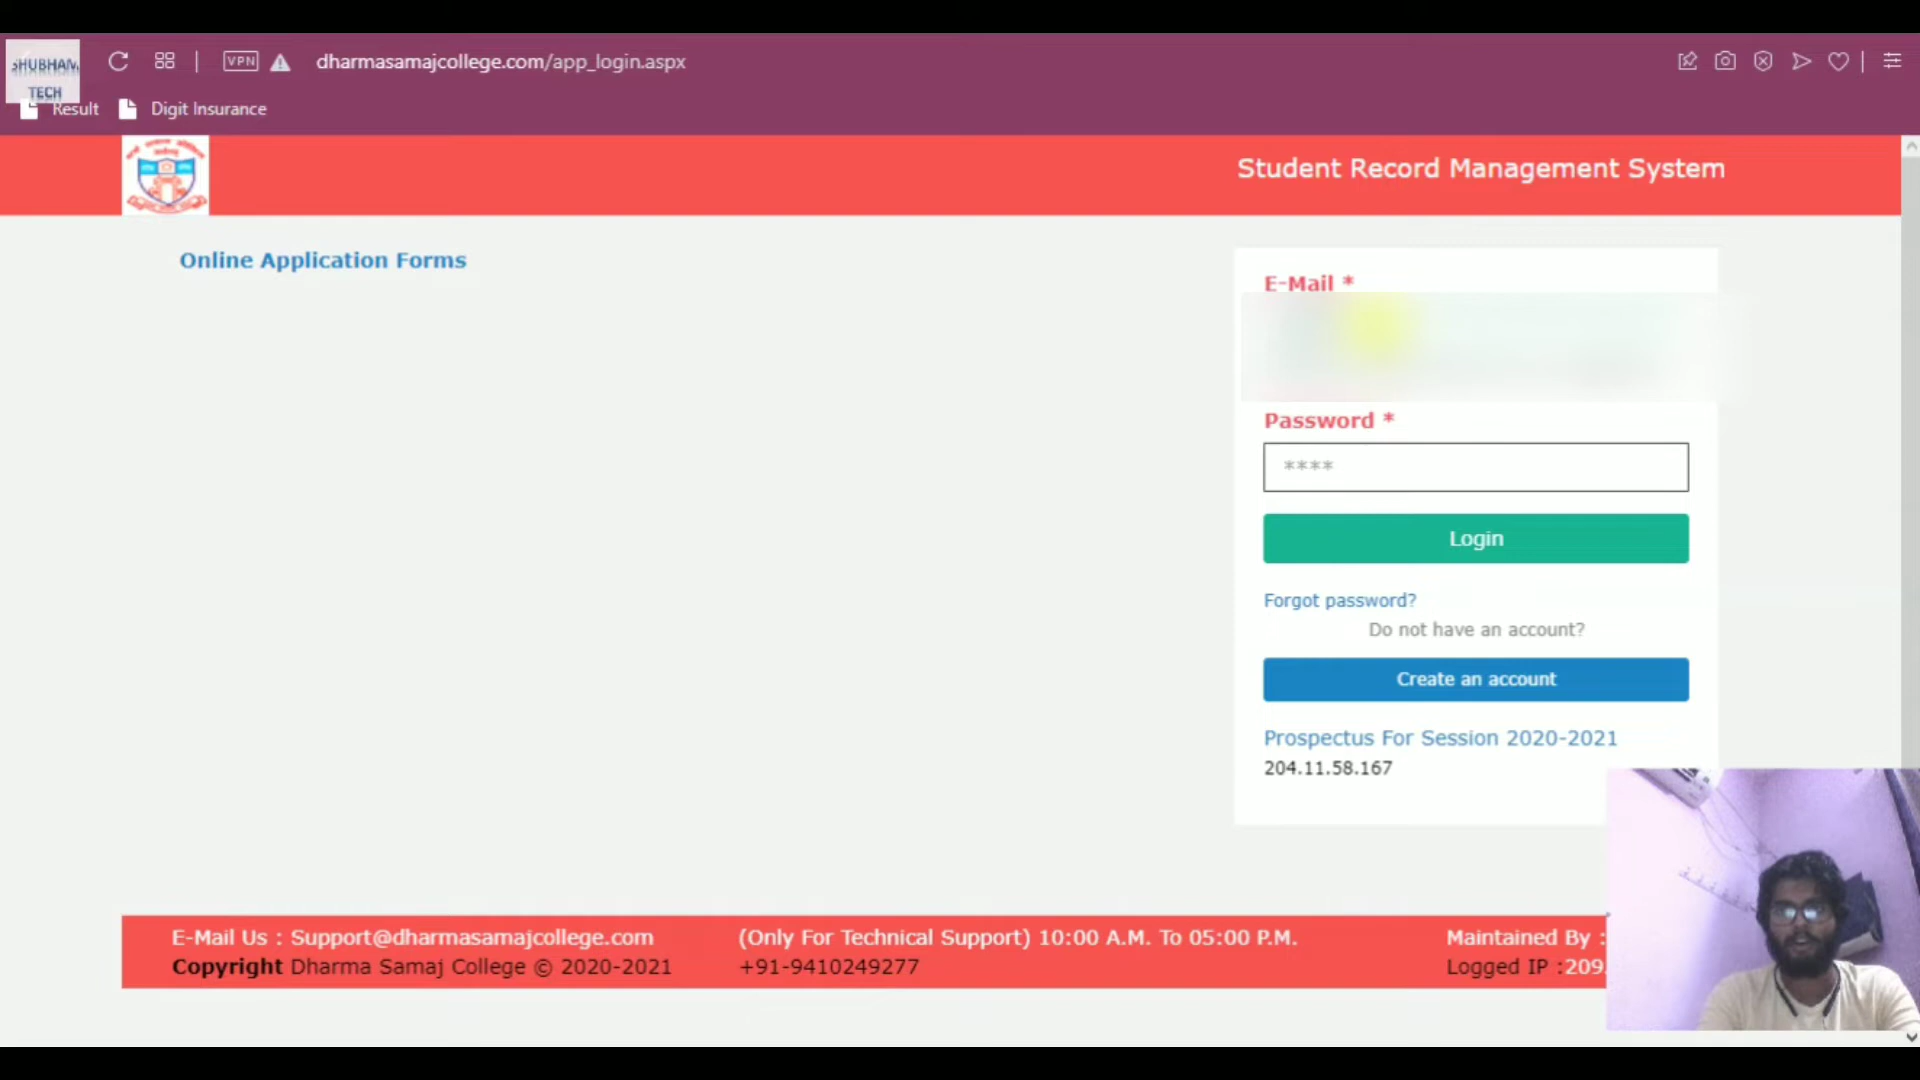 SHUBHAM
TECH
VPN
dharmasamajcollege.com/app_login.aspx
Result
Digit Insurance
Student Record Management System
Online Application Forms
E-Mail *
Password *
****
Login
Forgot password?
Do not have an account?
Create an account
Prospectus For Session 2020-2021
204.11.58.167
E-Mail Us : Support@dharmasamajcollege.com
(Only For Technical Support) 10:00 A.M. To 05:00 P.M.
Maintained By :
Copyright Dharma Samaj College © 2020-2021
+91-9410249277
Logged IP :209.